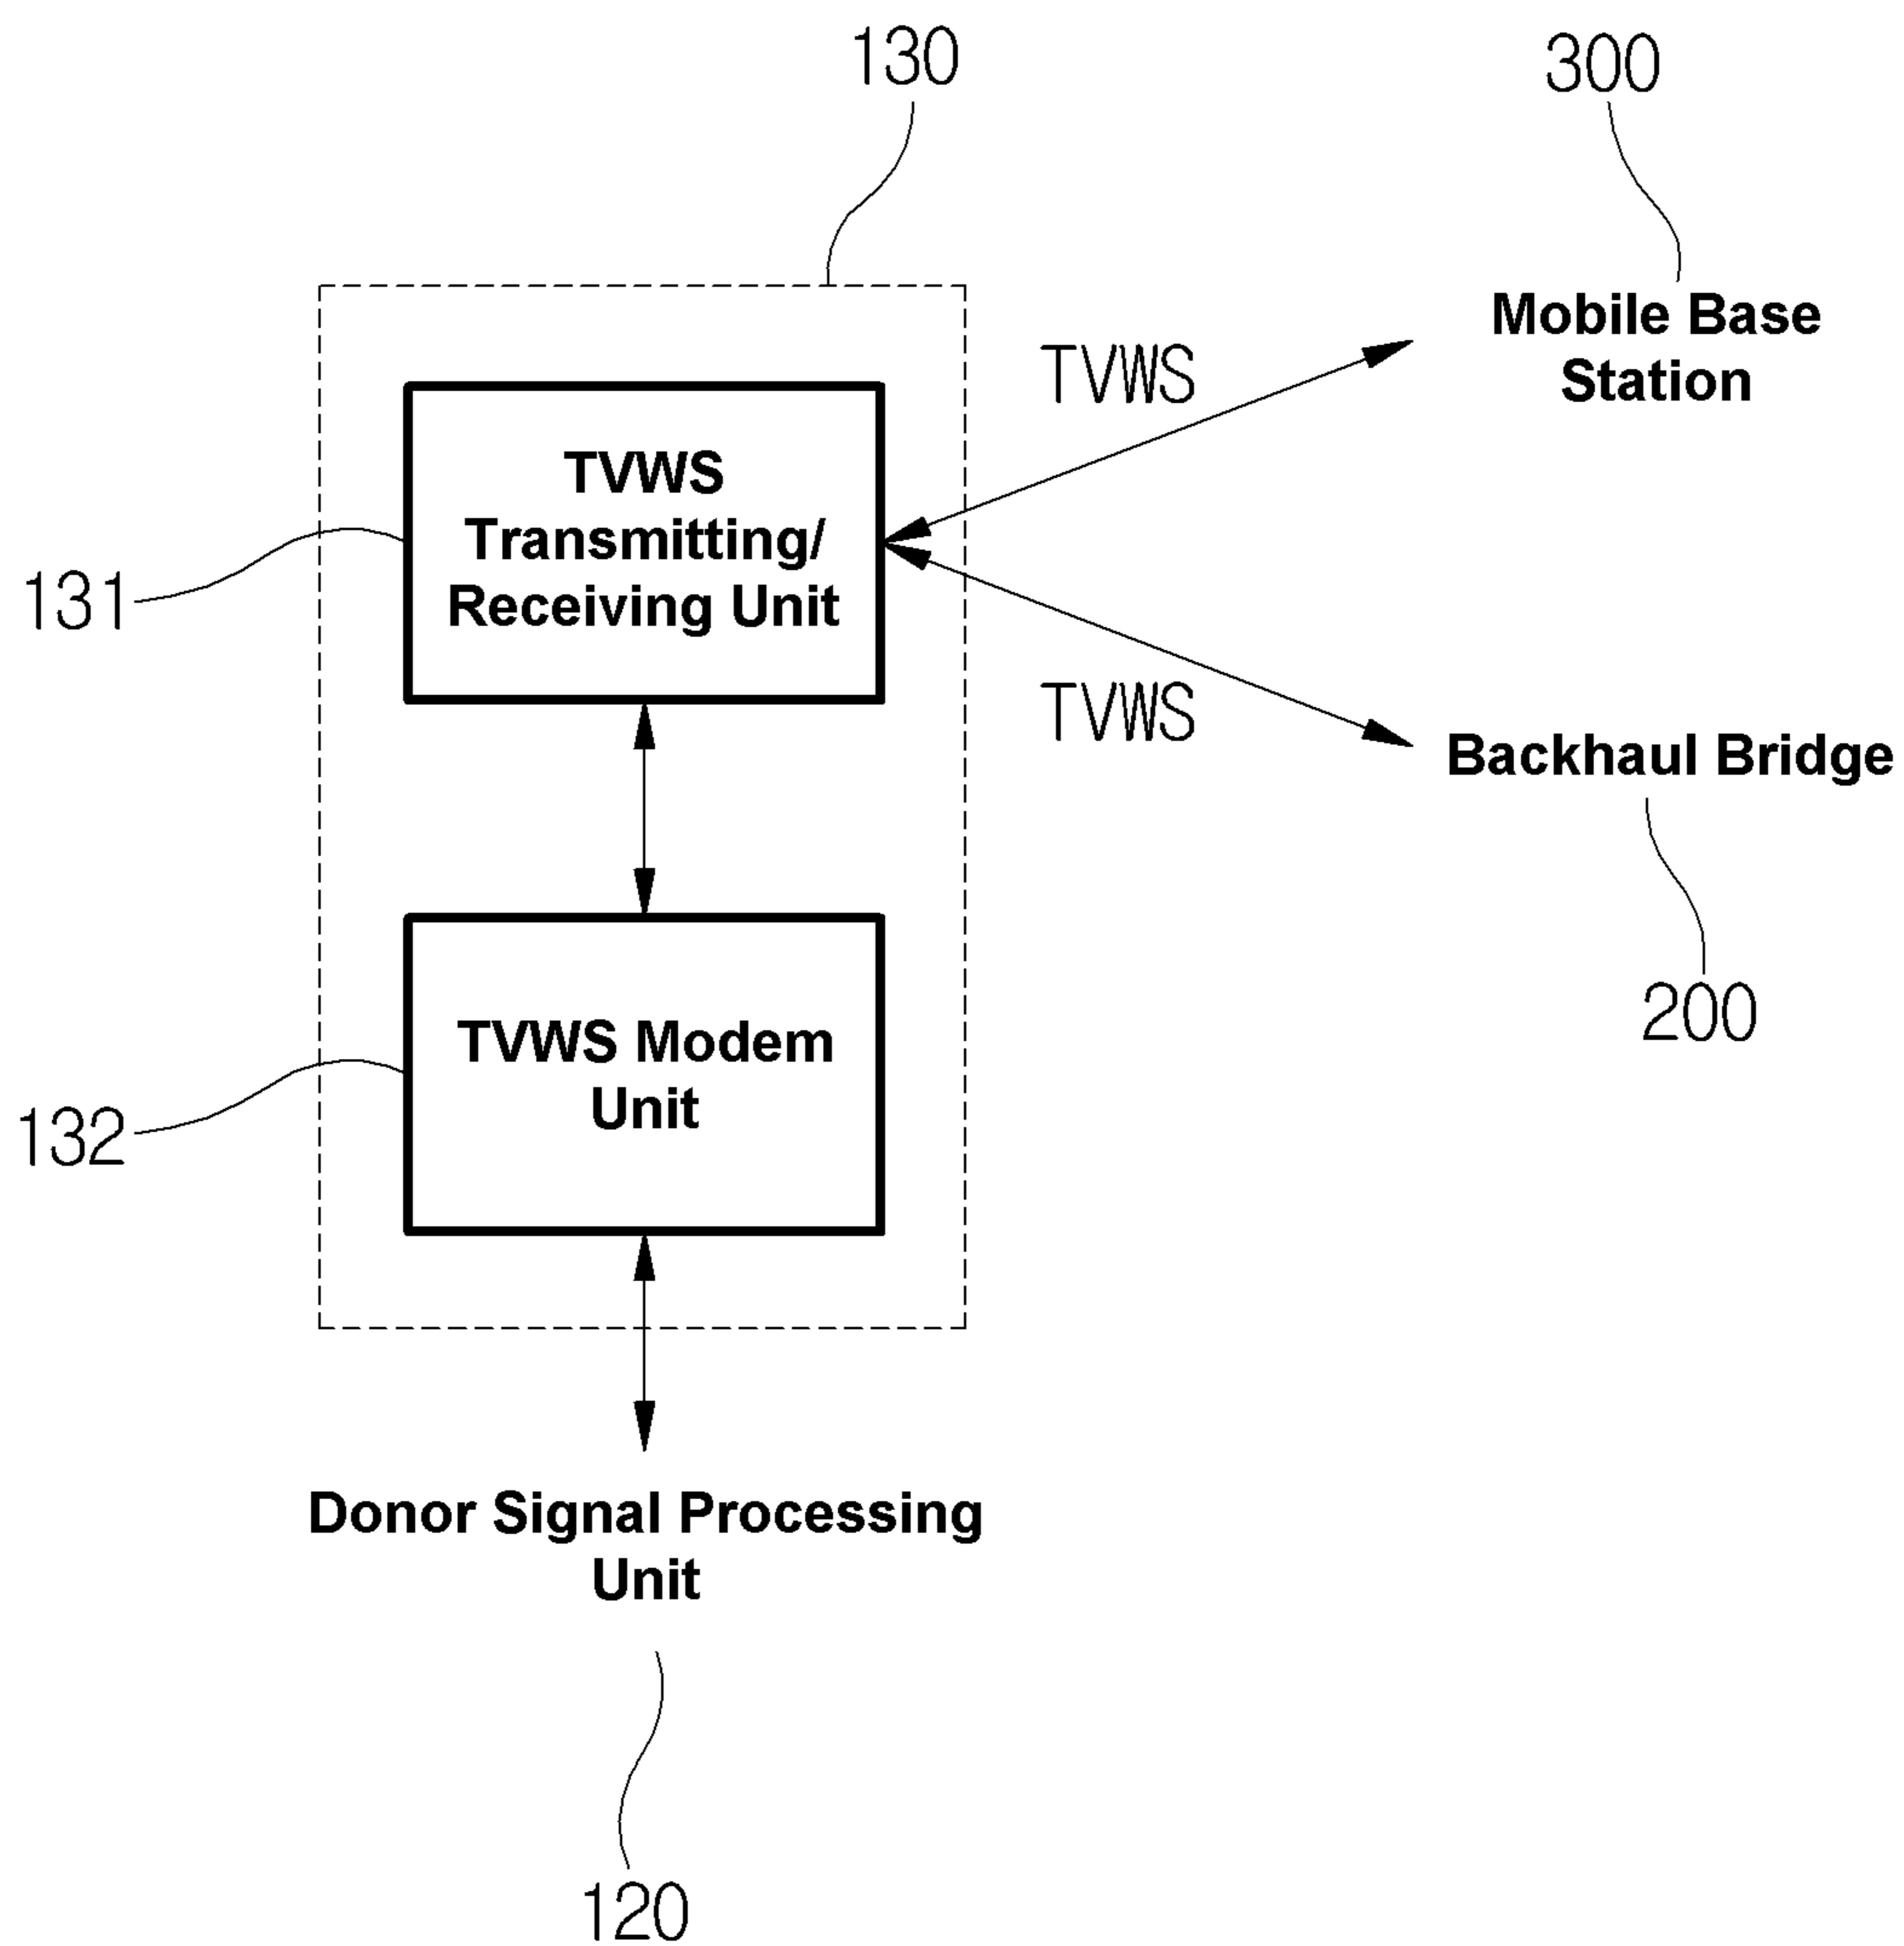 130
300
Mobile Base
Station
TVWS
TVWS
Transmitting/
Receiving Unit
131
TVWS
Backhaul Bridge
200
TVWS Modem
Unit
132
Donor Signal Processing
Unit
120